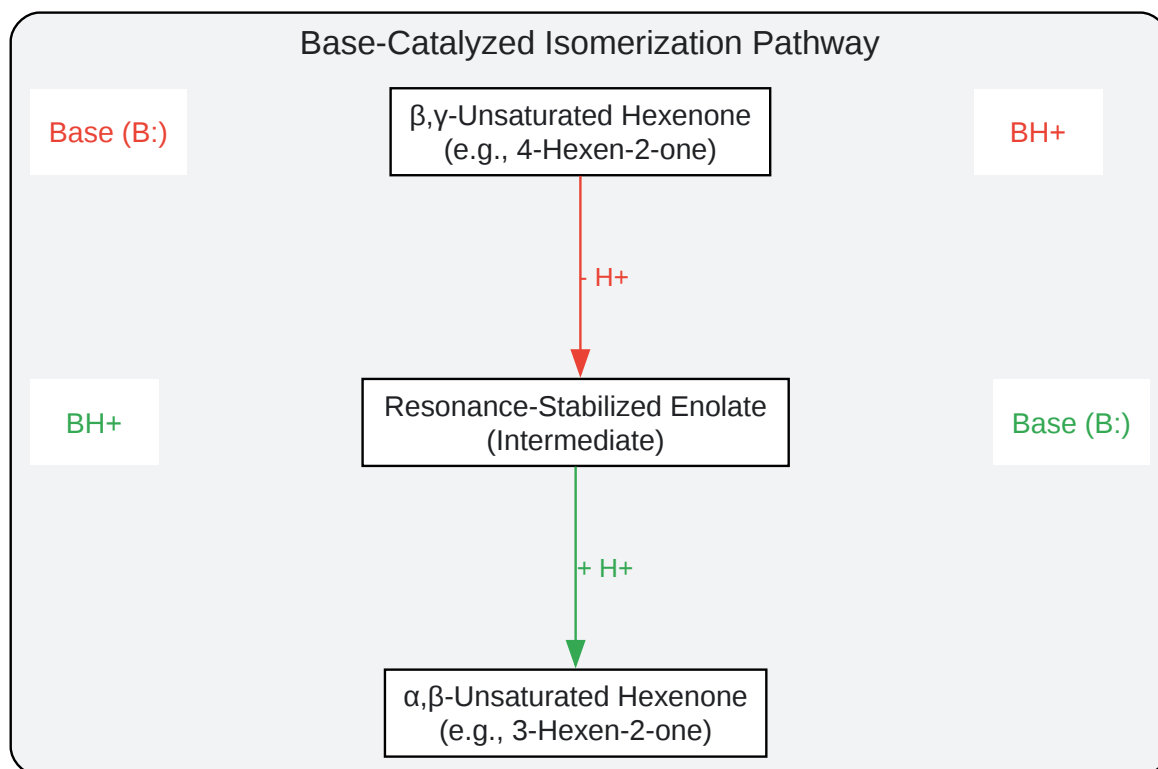 Base-Catalyzed Isomerization Pathway
Base (B:)
β,γ-Unsaturated Hexenone
(e.g., 4-Hexen-2-one)
BH+
- H+
BH+
Resonance-Stabilized Enolate
(Intermediate)
Base (B:)
+ H+
α,β-Unsaturated Hexenone
(e.g., 3-Hexen-2-one)